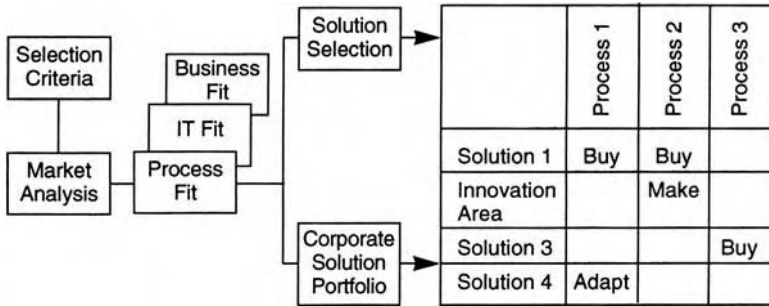 Selection
Criteria
Market
Analysis
Business
Fit
IT Fit
Process
Fit
Solution
Selection
Corporate
Solution
Portfolio
Process 1
Process 2
Process 3
Solution 1 Buy Buy
Innovation
Area
Make
Solution 3 Buy
Solution 4 Adapt